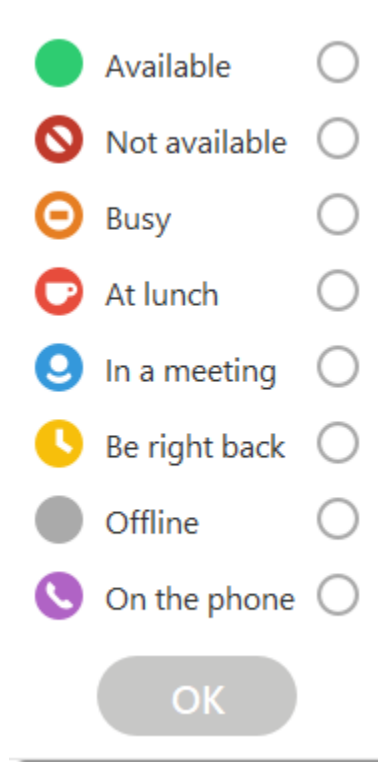 Available
Not available
Busy
At lunch
In a meeting
Be right back
Offline
On the phone
OK